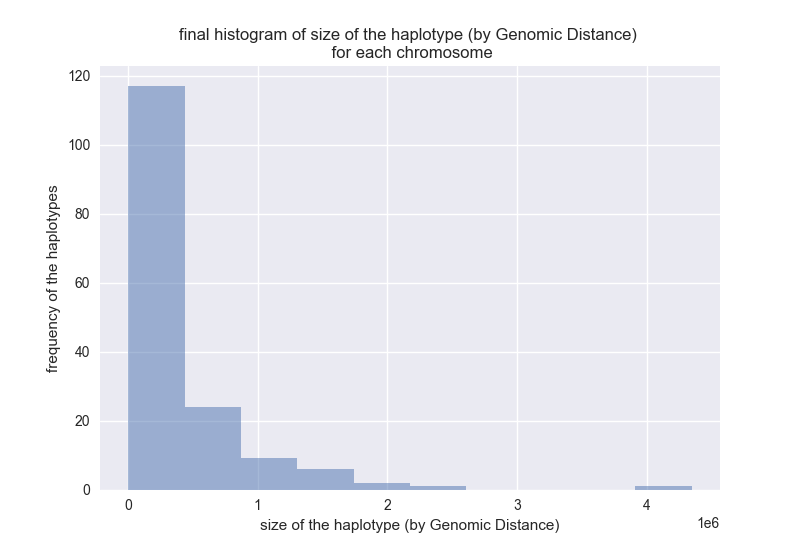 final histogram of size of the haplotype (by Genomic Distance)
for each chromosome
120
100
80
60
40
20
0
frequency of the haplotypes
0 1 2 3 4
1e6
size of the haplotype (by Genomic Distance)